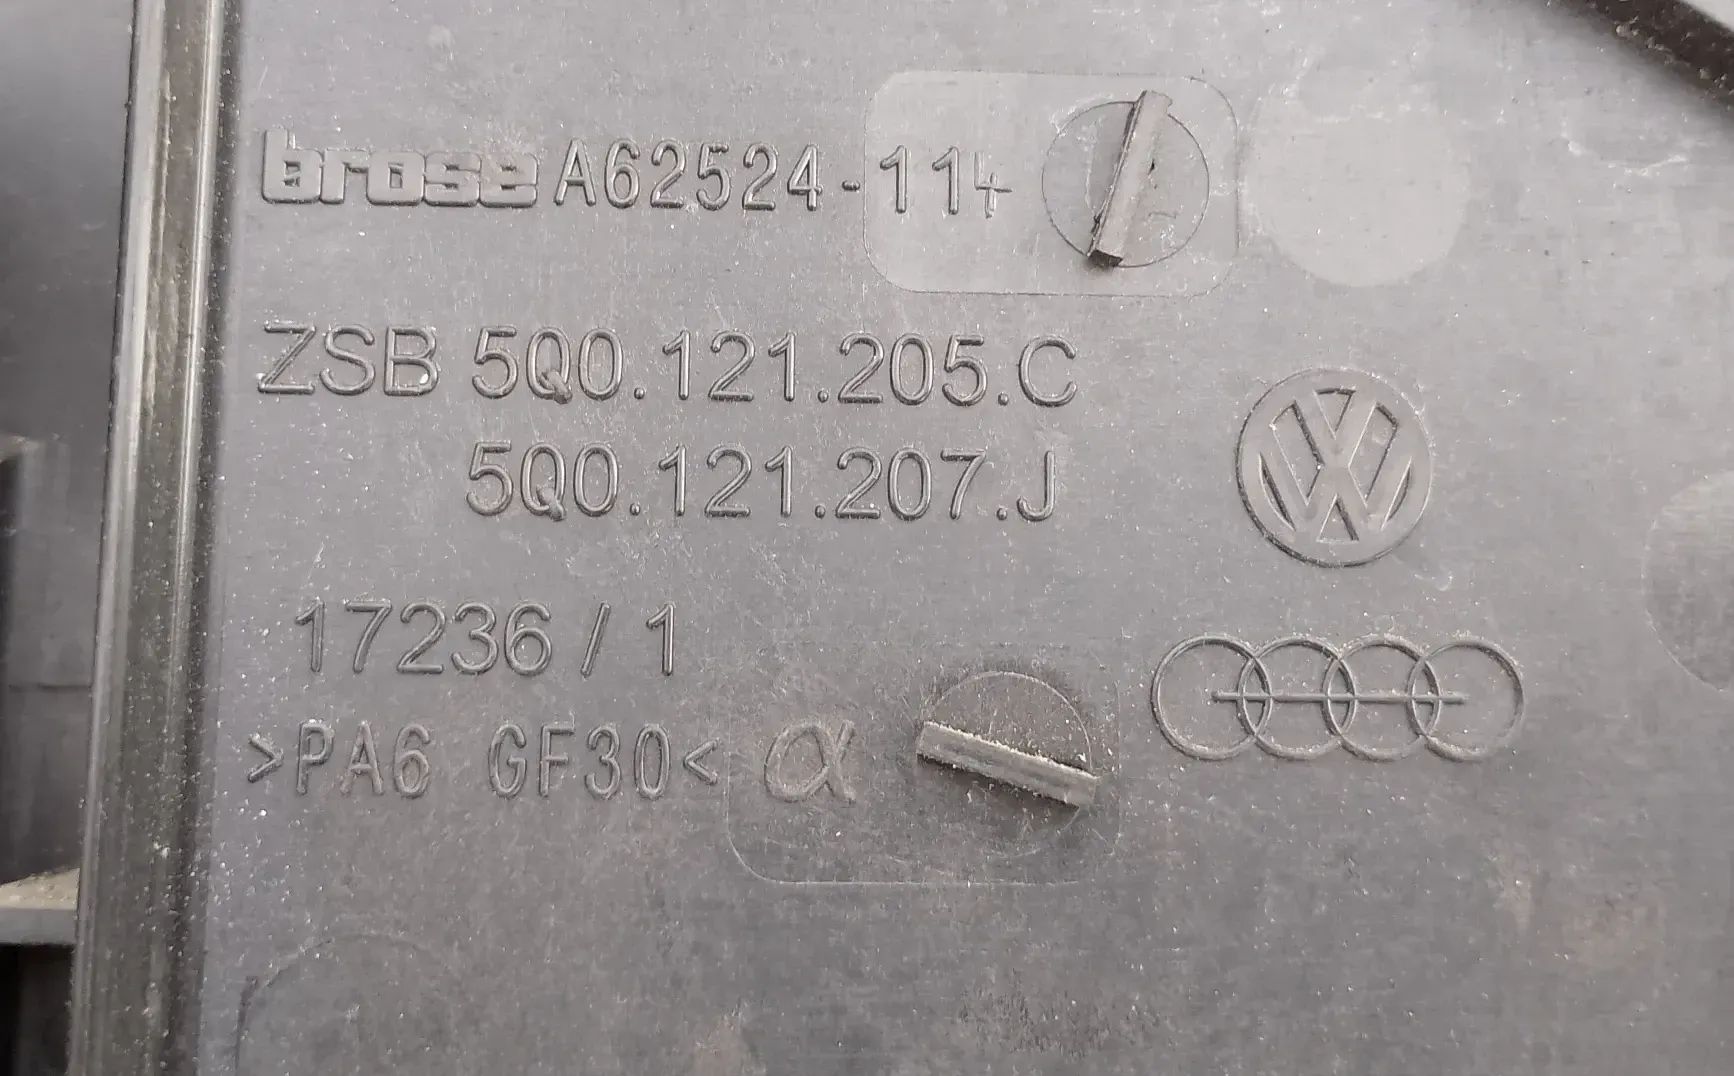 brose A62524-114
ZSB 5Q0.121.205.C
5Q0.121.207.J
17236 / 1
>PA6 GF30< α